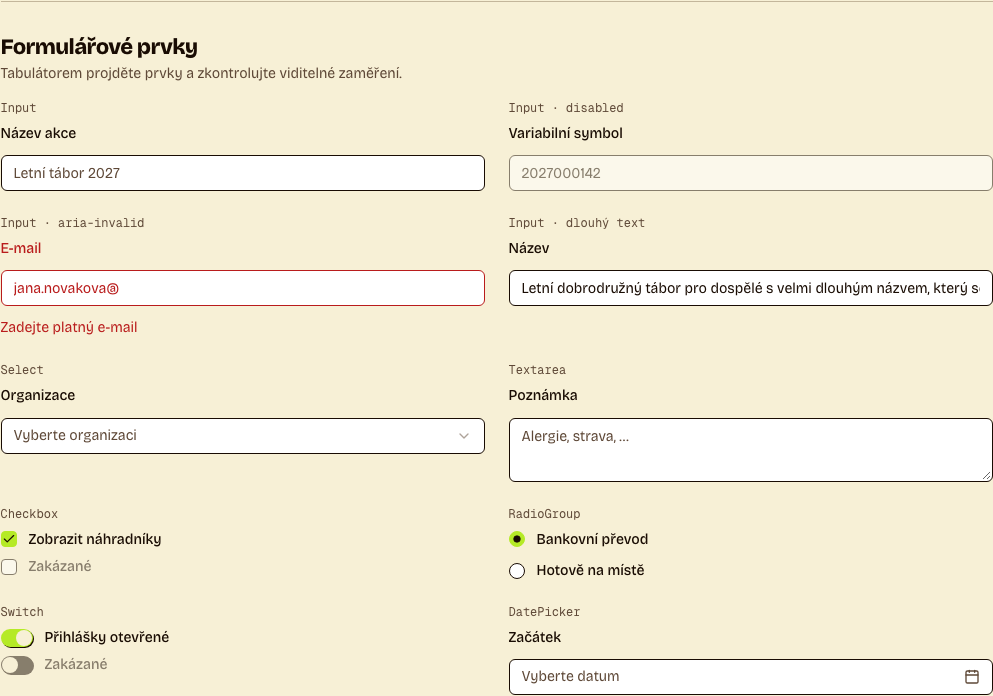 Formulářové prvky
Tabulátorem projděte prvky a zkontrolujte viditelné zaměření.
Input
Název akce
Letní tábor 2027
Input · disabled
Variabilní symbol
2027000142
Input · aria-invalid
E-mail
jana.novakova@
Zadejte platný e-mail
Input · dlouhý text
Název
Letní dobrodružný tábor pro dospělé s velmi dlouhým názvem, který
Select
Organizace
Vyberte organizaci
Textarea
Poznámka
Alergie, strava, ...
Checkbox
Zobrazit náhradníky
Zakázané
RadioGroup
Bankovní převod
Hotově na místě
Switch
Přihlášky otevřené
Zakázané
DatePicker
Začátek
Vyberte datum